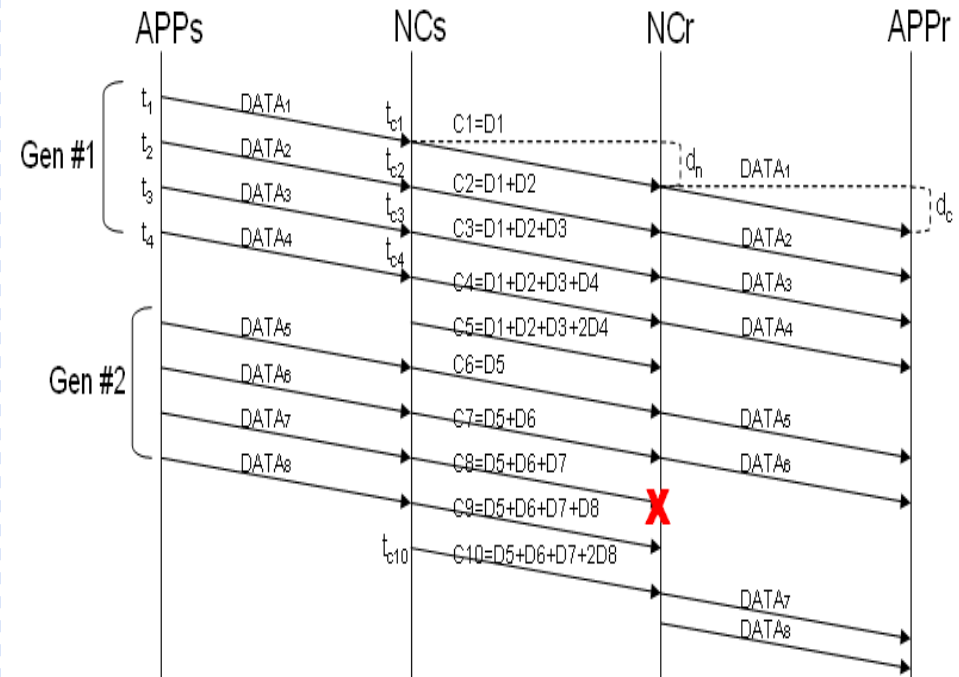 APPs NCs NCr APPr
Gen #1
t1 DATA1
t2 DATA2
t3 DATA3
t4 DATA4
tc1 C1=D1
tc2 C2=D1+D2
tc3 C3=D1+D2+D3
tc4 C4=D1+D2+D3+D4
dn DATA1
dc
DATA2
DATA3
DATA4
C5=D1+D2+D3+2D4
Gen #2
DATA5
DATA6
DATA7
DATA8
C6=D5
C7=D5+D6
C8=D5+D6+D7
X
C9=D5+D6+D7+D8
tc10 C10=D5+D6+D7+2D8
DATA5
DATA6
DATA7
DATA8